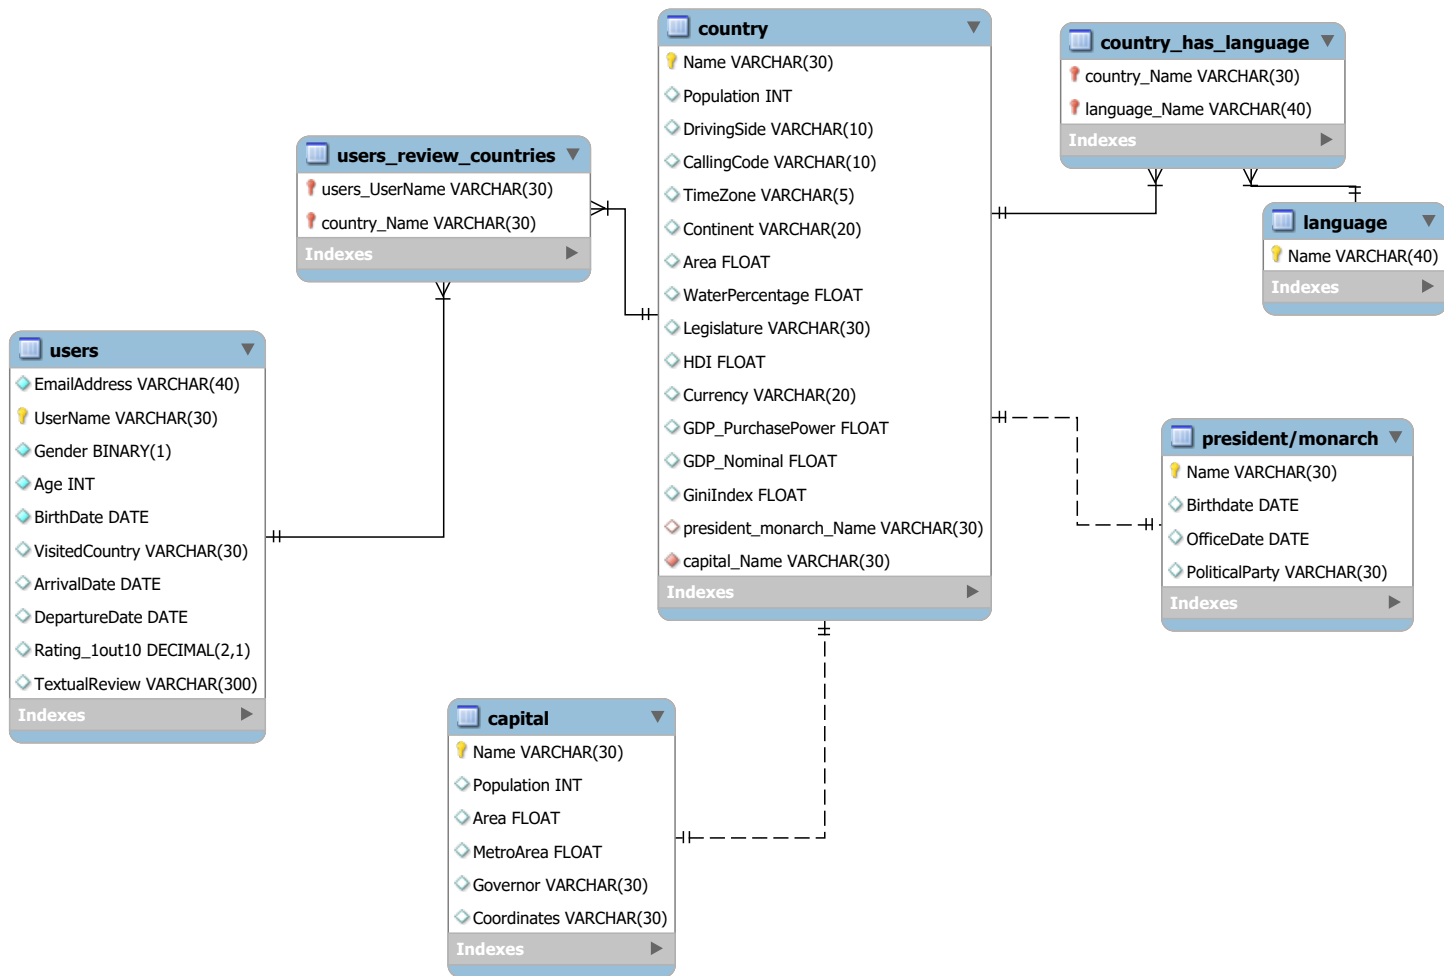 country
Name VARCHAR(30)
Population INT
DrivingSide VARCHAR(10)
CallingCode VARCHAR(10)
TimeZone VARCHAR(5)
Continent VARCHAR(20)
Area FLOAT
WaterPercentage FLOAT
Legislature VARCHAR(30)
HDI FLOAT
Currency VARCHAR(20)
GDP_PurchasePower FLOAT
GDP_Nominal FLOAT
GiniIndex FLOAT
president_monarch_Name VARCHAR(30)
capital_Name VARCHAR(30)
Indexes
country_has_language
country_Name VARCHAR(30)
language_Name VARCHAR(40)
Indexes
users_review_countries
users_UserName VARCHAR(30)
country_Name VARCHAR(30)
Indexes
language
Name VARCHAR(40)
Indexes
users
EmailAddress VARCHAR(40)
UserName VARCHAR(30)
Gender BINARY(1)
Age INT
BirthDate DATE
VisitedCountry VARCHAR(30)
ArrivalDate DATE
DepartureDate DATE
Rating_1out10 DECIMAL(2,1)
TextualReview VARCHAR(300)
Indexes
president/monarch
Name VARCHAR(30)
Birthdate DATE
OfficeDate DATE
PoliticalParty VARCHAR(30)
Indexes
capital
Name VARCHAR(30)
Population INT
Area FLOAT
MetroArea FLOAT
Governor VARCHAR(30)
Coordinates VARCHAR(30)
Indexes